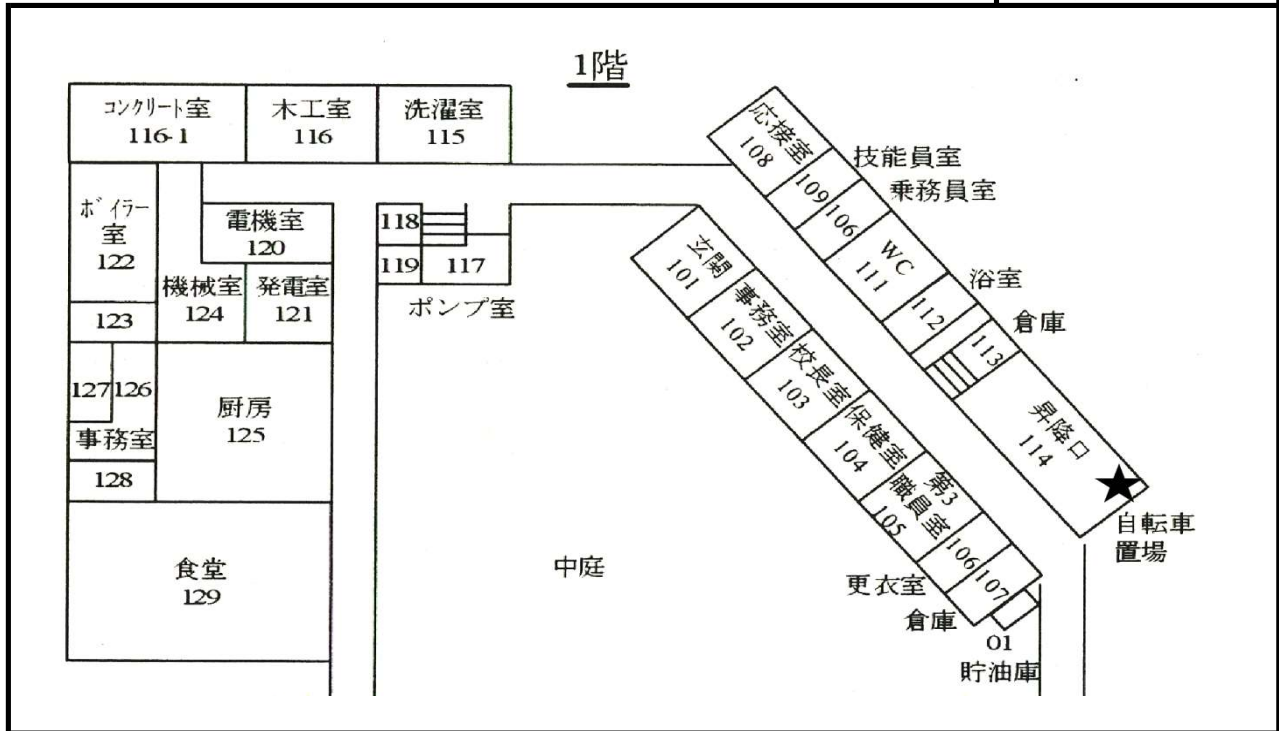 1階
コンクリート室
116-1
木工室
116
洗濯室
115
ボイラー
室
122
123
電機室
120
機械室
124
発電室
121
118
119
117
ポンプ室
127
126
事務室
128
厨房
125
食堂
129
中庭
応接室
108
109
技能員室
106
乗務員室
WC
111
112
浴室
113
倉庫
昇降口
114
★
自転車
置場
玄関
101
事務室
102
校長室
103
保健室
104
第3
職員室
105
106
更衣室
107
倉庫
01
貯油庫